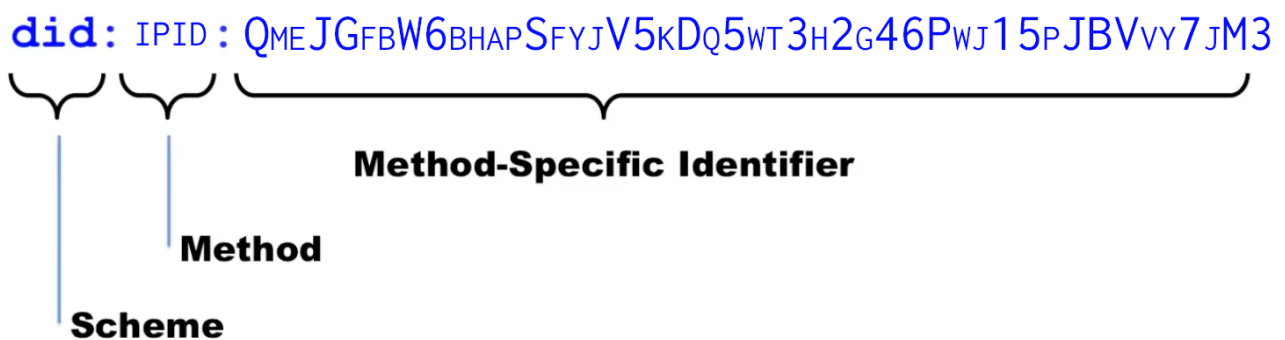 did: IPID : QmeJGfbW6bhapSfyjV5kDq5wt3h2g46Pwj15pJBVvy7jM3
Method-Specific Identifier
Method
Scheme